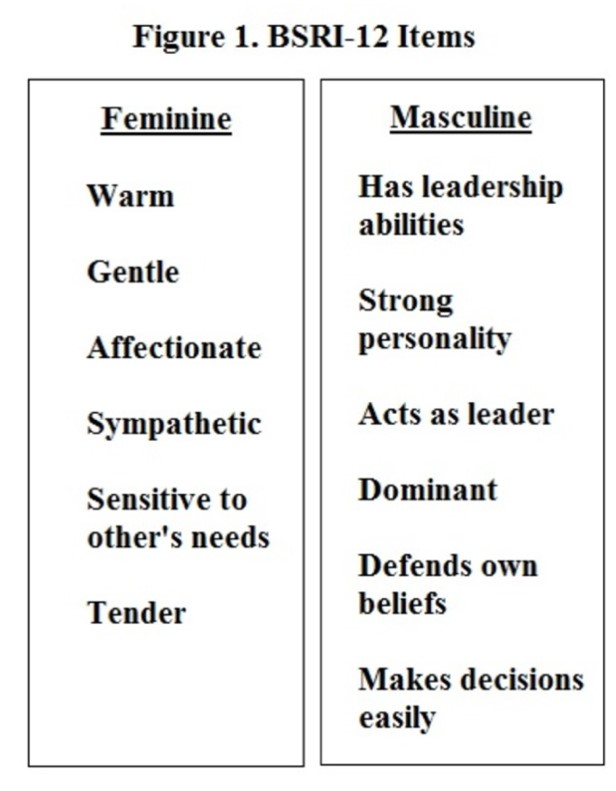 Figure 1. BSRI-12 Items
Feminine
Warm
Gentle
Affectionate
Sympathetic
Sensitive to
other's needs
Tender
Masculine
Has leadership
abilities
Strong
personality
Acts as leader
Dominant
Defends own
beliefs
Makes decisions
easily